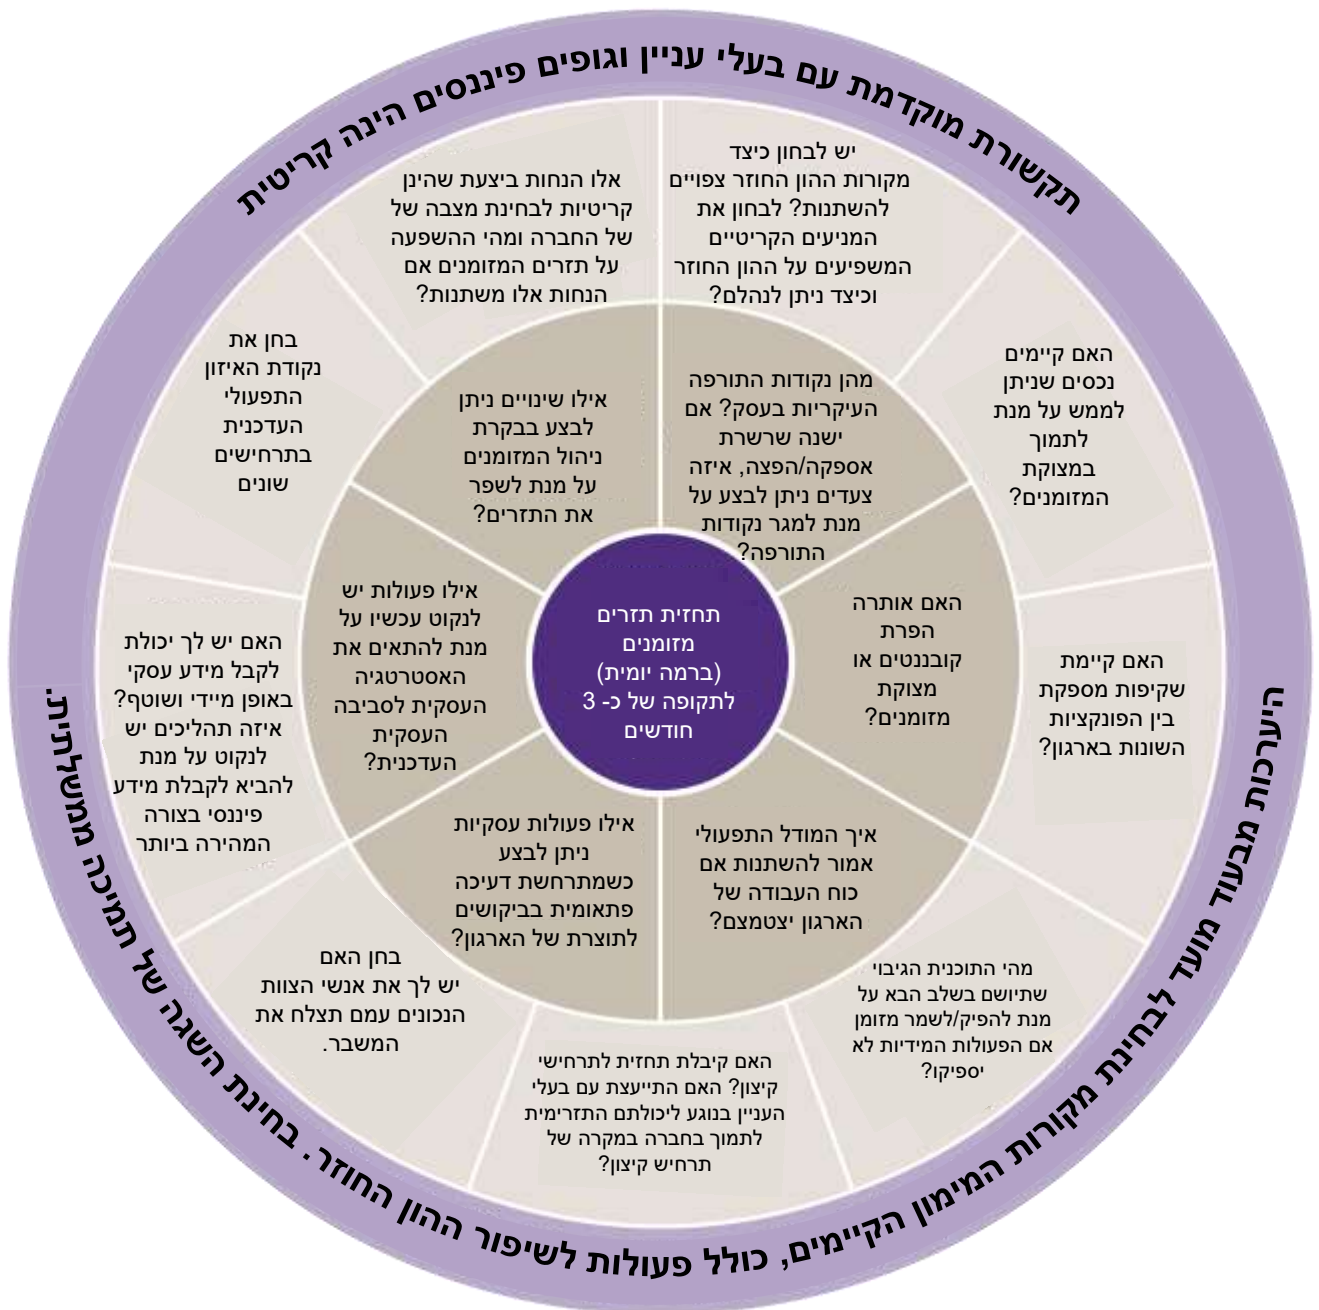 תקשורת מוקדמת עם בעלי עניין וגופים פיננסים הינה קריטית
יש לבחון כיצד
מקורות ההון החוזר צפויים
להשתנות? לבחון את
המניעים הקריטיים
המשפיעים על ההון החוזר
וכיצד ניתן לנהלם?
האם קיימים
נכסים שניתן
לממש על מנת
לתמוך
במצוקת
המזומנים?
האם קיימת
שקיפות מספקת
בין הפונקציות
השונות בארגון?
מהי התוכנית הגיבוי
שתיושם בשלב הבא על
מנת להפיק/לשמר מזומן
אם הפעולות המידיות לא
יספיקו?
האם קיבלת תחזית לתרחישי
קיצון? האם התייעצת עם בעלי
העניין בנוגע ליכולתם התזרימית
לתמוך בחברה במקרה של
תרחיש קיצון?
בחן האם
יש לך את אנשי הצוות
הנכונים עמם תצלח את
המשבר.
האם יש לך יכולת
לקבל מידע עסקי
באופן מיידי ושוטף?
איזה תהליכים יש
לנקוט על מנת
להביא לקבלת מידע
פיננסי בצורה
המהירה ביותר
בחן את
נקודת האיזון
התפעולי
העדכנית
בתרחישים
שונים
אלו הנחות ביצעת שהינן
קריטיות לבחינת מצבה של
של החברה ומהי ההשפעה
על תזרים המזומנים אם
הנחות אלו משתנות?
מהן נקודות התורפה
העיקריות בעסק? אם
ישנה שרשרת
אספקה/הפצה, איזה
צעדים ניתן לבצע על
מנת למגר נקודות
התורפה?
האם אותרה
הפרת
קובננטים או
מצוקת
מזומנים?
איך המודל התפעולי
אמור להשתנות אם
כוח העבודה של
הארגון יצטמצם?
אילו פעולות עסקיות
ניתן לבצע
כשמתרחשת דעיכה
פתאומית בביקושים
לתוצרת של הארגון?
אילו פעולות יש
לנקוט עכשיו על
מנת להתאים את
האסטרטגיה
העסקית לסביבה
העסקית
העדכנית?
אילו שינויים ניתן
לבצע בבקרת
ניהול המזומנים
על מנת לשפר
את התזרים?
תחזית תזרים
מזומנים
(ברמה יומית)
לתקופה של כ- 3
חודשים
היערכות מבעוד מועד לבחינת מקורות המימון הקיימים, כולל פעולות לשיפור ההון החוזר. בחינת השגה של תמיכה ממשלתית.